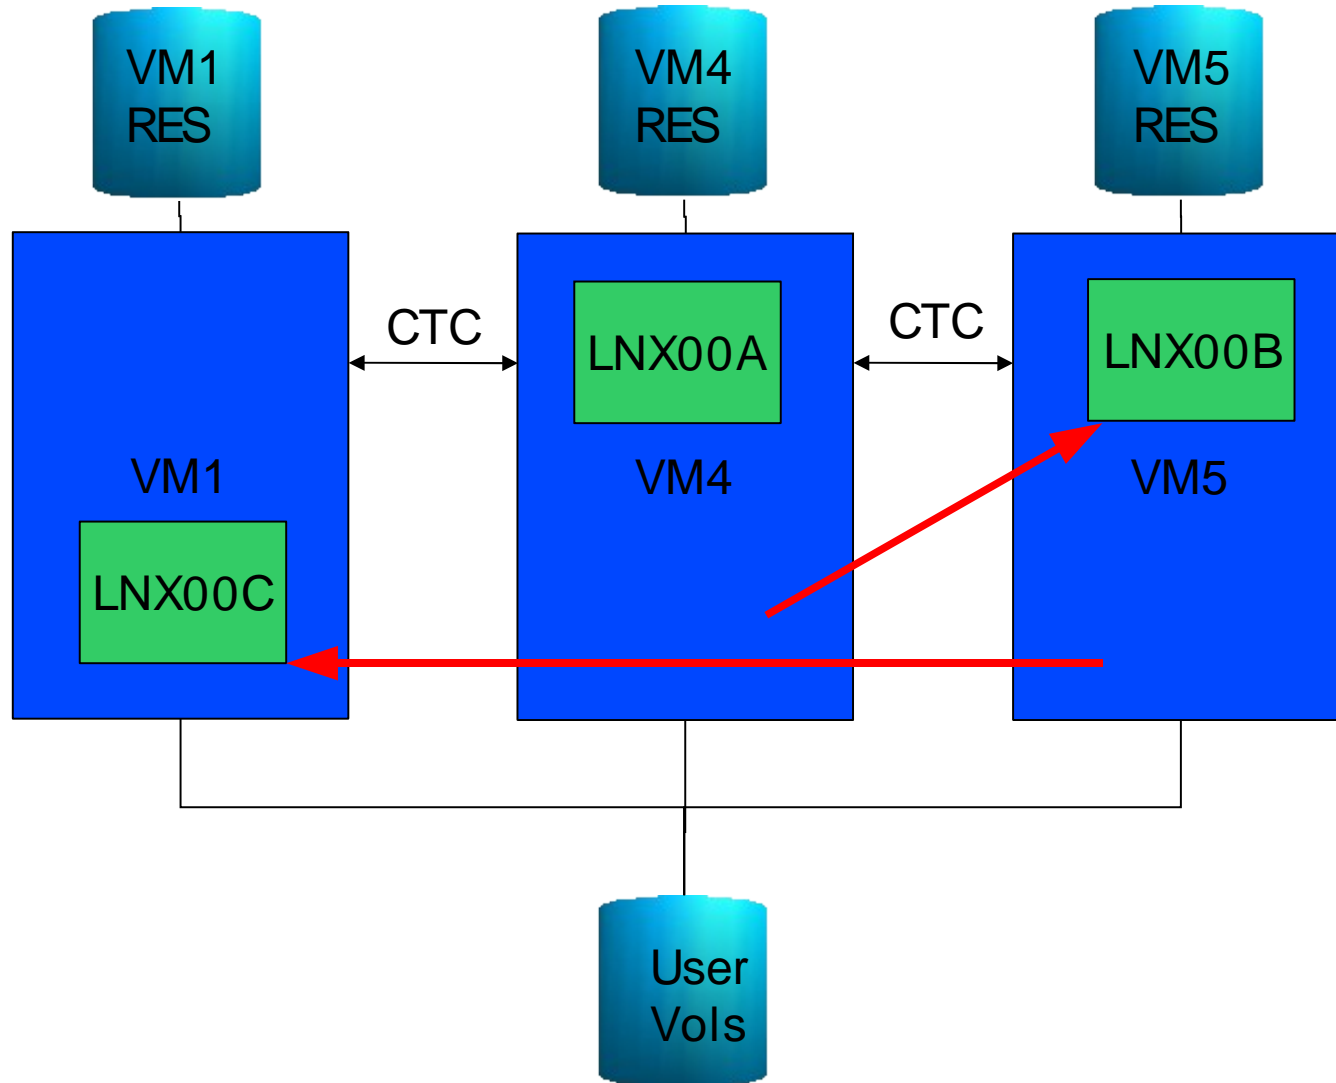 VM1
RES
VM4
RES
VM5
RES
CTC
CTC
LNX00A
LNX00B
VM1
VM4
VM5
LNX00C
User
Vols